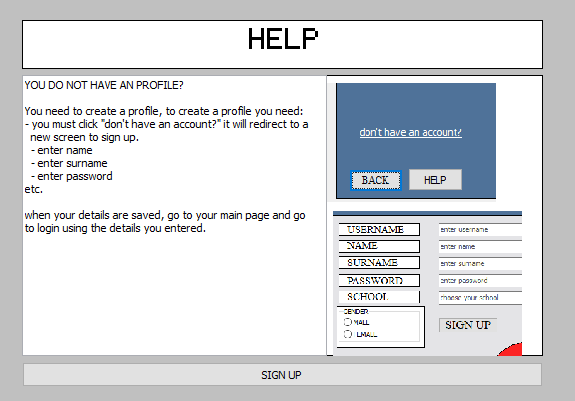 HELP
YOU DO NOT HAVE AN PROFILE?
You need to create a profile, to create a profile you need:
- you must click "don't have an account?" it will redirect to a
new screen to sign up.
- enter name
- enter surname
- enter password
etc.
when your details are saved, go to your main page and go
to login using the details you entered.
don't have an account?
BACK HELP
USERNAME enter username
NAME enter name
SURNAME enter surname
PASSWORD enter password
SCHOOL choose your school
GENDER
MALE
FEMALL
SIGN UP
SIGN UP